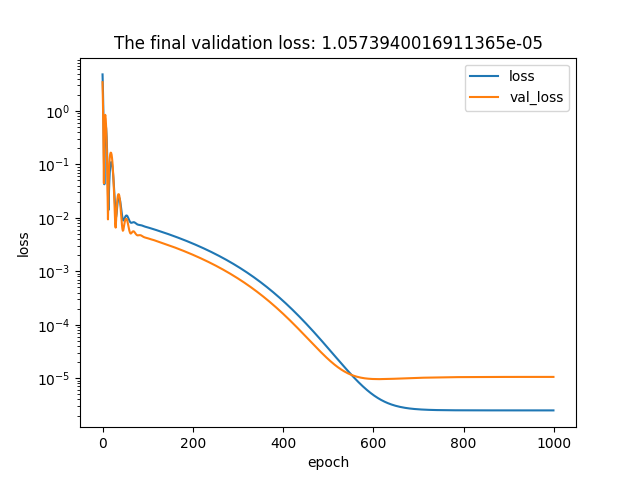 The final validation loss: 1.0573940016911365e-05
loss
val_loss
10⁰
10⁻¹
10⁻²
10⁻³
10⁻⁴
10⁻⁵
loss
0 200 400 600 800 1000
epoch